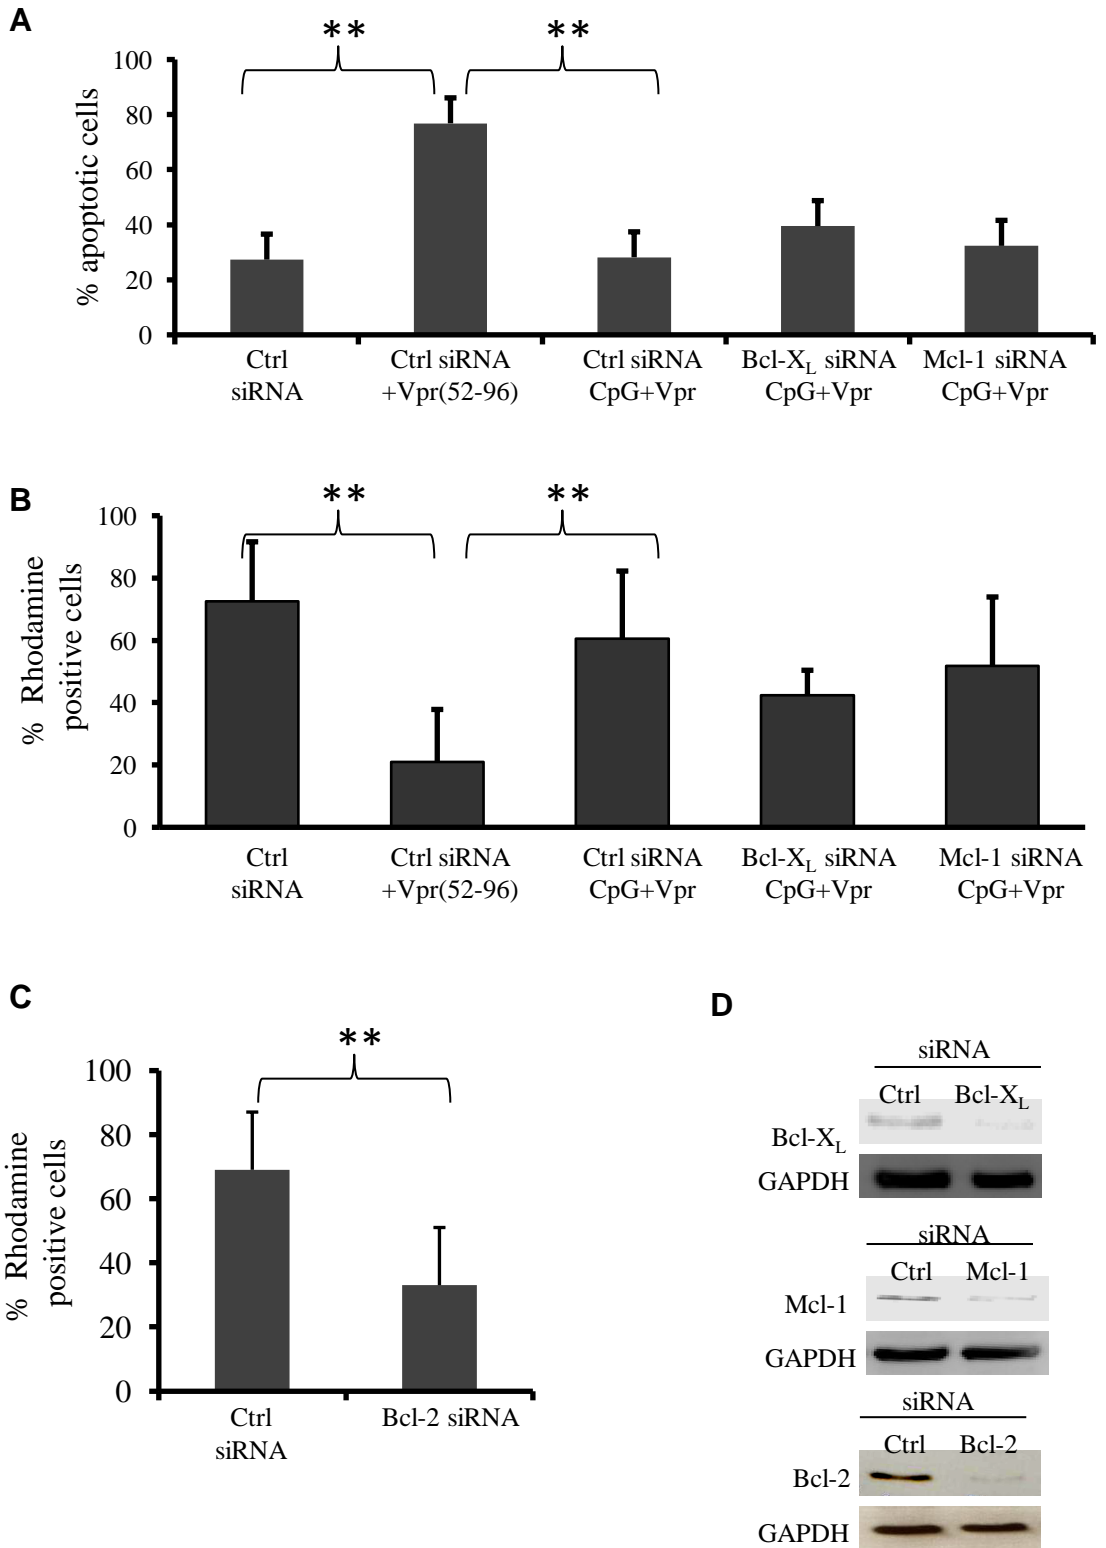 A
**
**
% apoptotic cells
100
80
60
40
20
0
Ctrl
siRNA
Ctrl siRNA
+Vpr(52-96)
Ctrl siRNA
CpG+Vpr
Bcl-XL siRNA
CpG+Vpr
Mcl-1 siRNA
CpG+Vpr
B
**
**
% Rhodamine
positive cells
100
80
60
40
20
0
Ctrl
siRNA
Ctrl siRNA
+Vpr(52-96)
Ctrl siRNA
CpG+Vpr
Bcl-XL siRNA
CpG+Vpr
Mcl-1 siRNA
CpG+Vpr
C
**
% Rhodamine
positive cells
100
80
60
40
20
0
Ctrl
siRNA
Bcl-2 siRNA
D
siRNA
Ctrl Bcl-XL
Bcl-XL
GAPDH
siRNA
Ctrl Mcl-1
Mcl-1
GAPDH
siRNA
Ctrl Bcl-2
Bcl-2
GAPDH